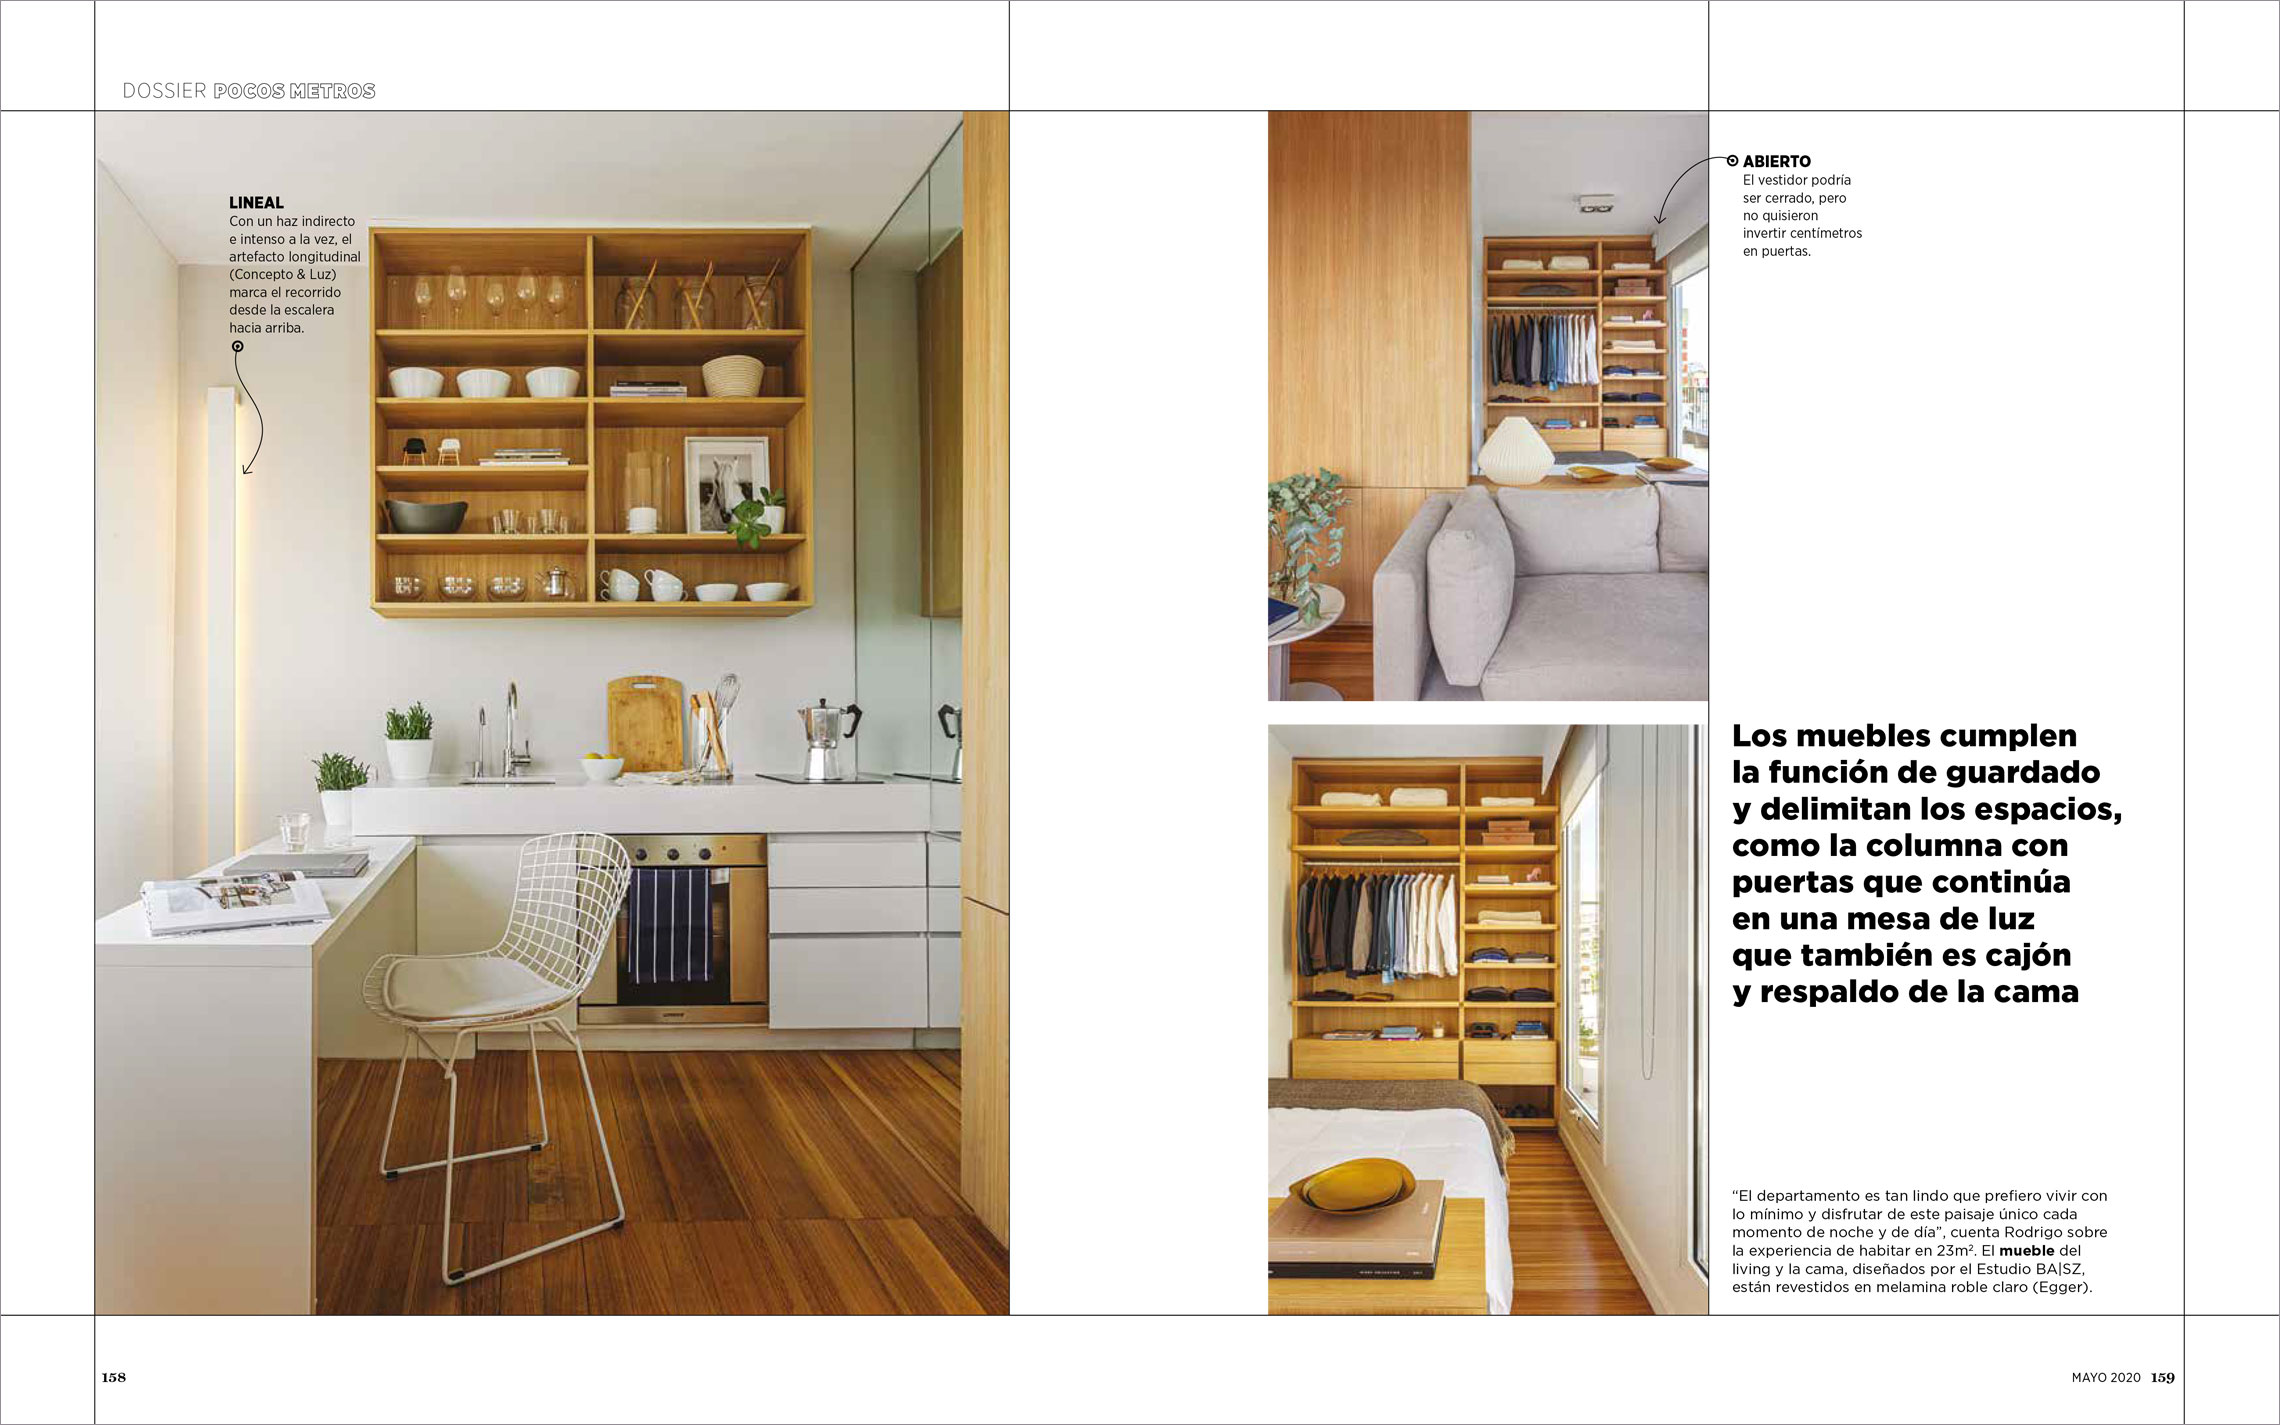 DOSSIER POCOS METROS
LINEAL
Con un haz indirecto
e intenso a la vez, el
artefacto longitudinal
(Concepto & Luz)
marca el recorrido
desde la escalera
hacia arriba.
ABIERTO
El vestidor podría
ser cerrado, pero
no quisieron
invertir centímetros
en puertas.
Los muebles cumplen
la función de guardado
y delimitan los espacios,
como la columna con
puertas que continúa
en una mesa de luz
que también es cajón
y respaldo de la cama
“El departamento es tan lindo que prefiero vivir con
lo mínimo y disfrutar de este paisaje único cada
momento de noche y de día”, cuenta Rodrigo sobre
la experiencia de habitar en 23m². El mueble del
living y la cama, diseñados por el Estudio BA|SZ,
están revestidos en melamina roble claro (Egger).
158
MAYO 2020 159